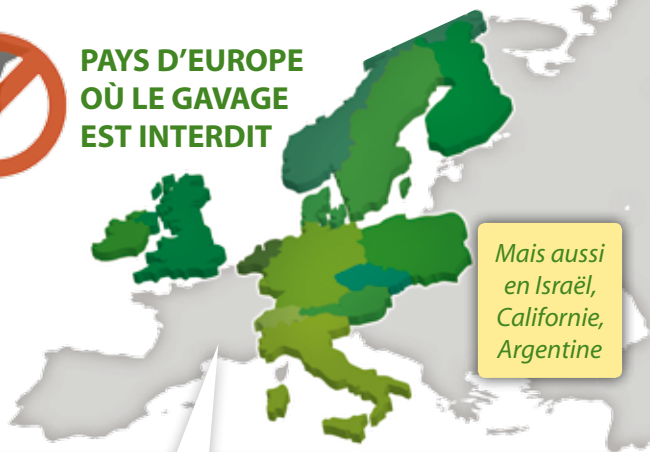 PAYS D’EUROPE
OÙ LE GAVAGE
EST INTERDIT
Mais aussi
en Israël,
Californie,
Argentine